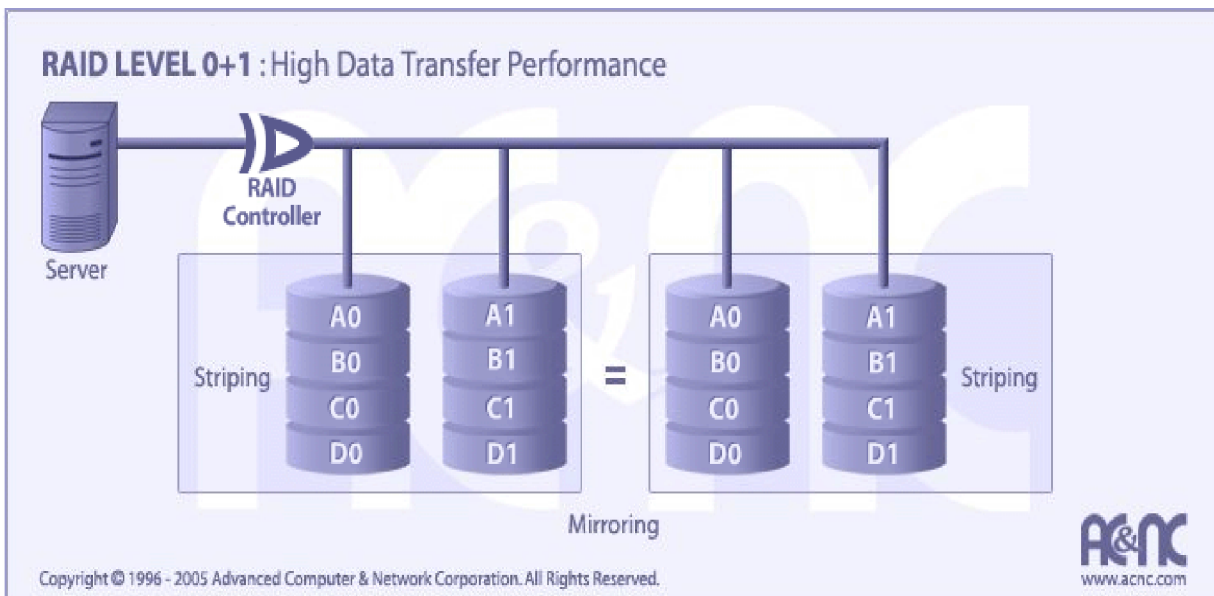 RAID LEVEL 0+1 : High Data Transfer Performance
RAID
Controller
Server
A0 A1 A0 A1
B0 B1 B0 B1
Striping = Striping
C0 C1 C0 C1
D0 D1 D0 D1
Mirroring
AC&NC
www.acnc.com
Copyright © 1996 - 2005 Advanced Computer & Network Corporation. All Rights Reserved.